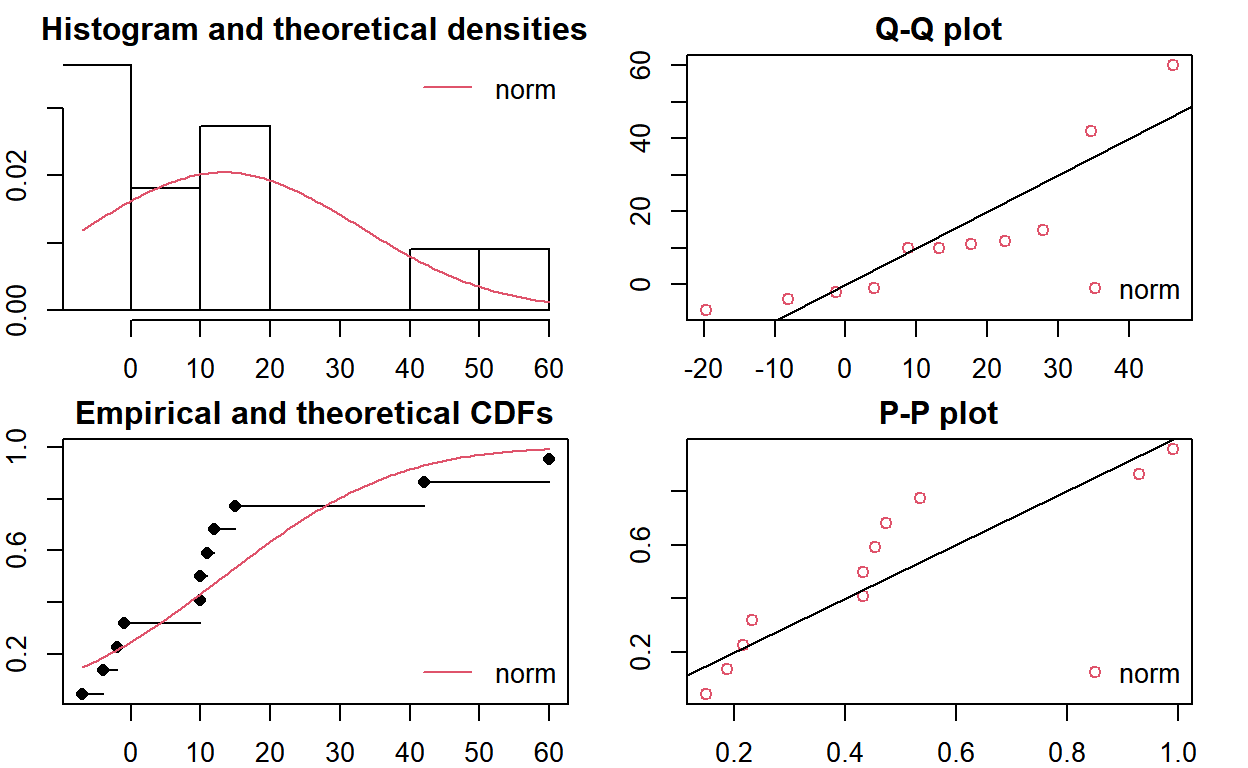 Histogram and theoretical densities
0.00 0.02
norm
0 10 20 30 40 50 60
Q-Q plot
0 20 40 60
norm
-20 -10 0 10 20 30 40
Empirical and theoretical CDFs
0.2 0.6 1.0
norm
0 10 20 30 40 50 60
P-P plot
0.2 0.6
norm
0.2 0.4 0.6 0.8 1.0